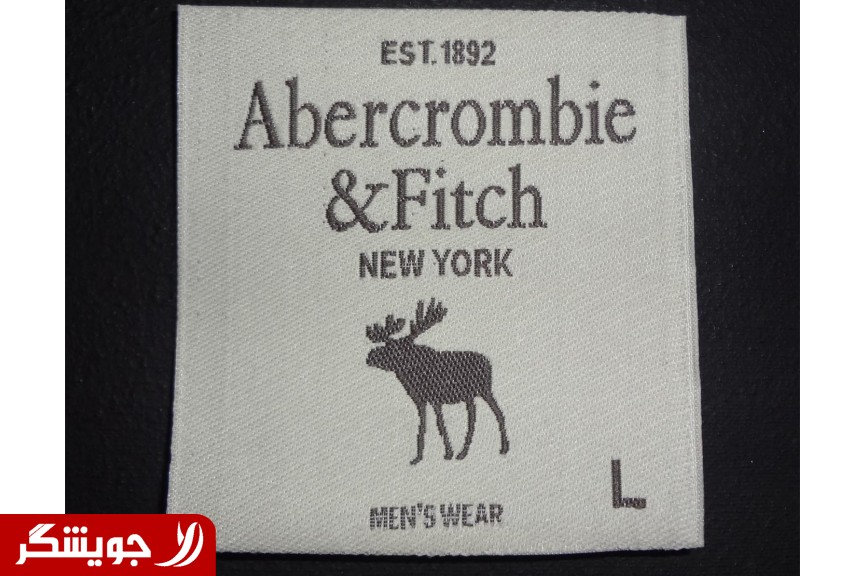 EST. 1892
Abercrombie
&Fitch
NEW YORK
L
MEN'S WEAR
جویشگر